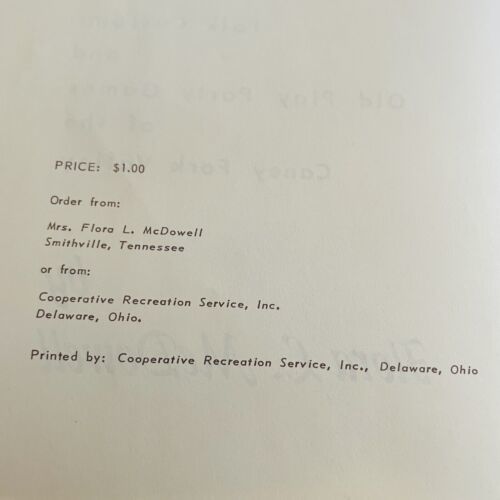 PRICE: $1.00
Order from:
Mrs. Flora L. McDowell
Smithville, Tennessee
or from:
Cooperative Recreation Service, Inc.
Delaware, Ohio.
Printed by: Cooperative Recreation Service, Inc., Delaware, Ohio